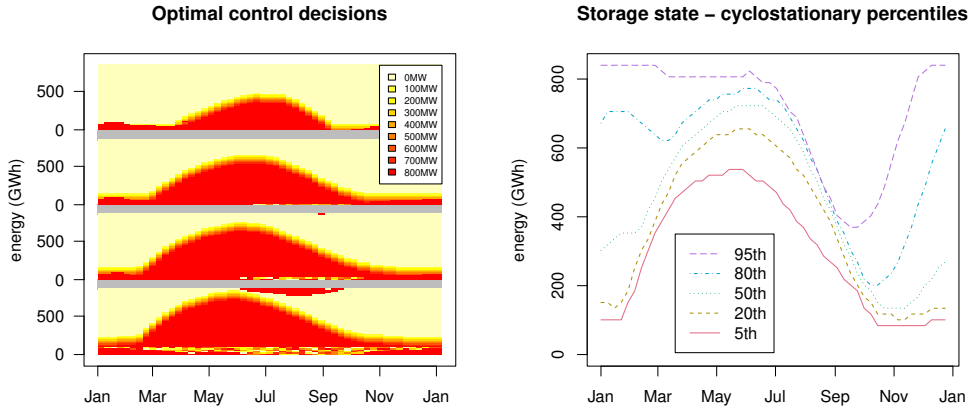 Optimal control decisions
energy (GWh)
500
0
500
0
500
0
500
0
0MW
100MW
200MW
300MW
400MW
500MW
600MW
700MW
800MW
Jan Mar May Jul Sep Nov Jan
Storage state – cyclostationary percentiles
energy (GWh)
800
600
400
200
0
95th
80th
50th
20th
5th
Jan Mar May Jul Sep Nov Jan